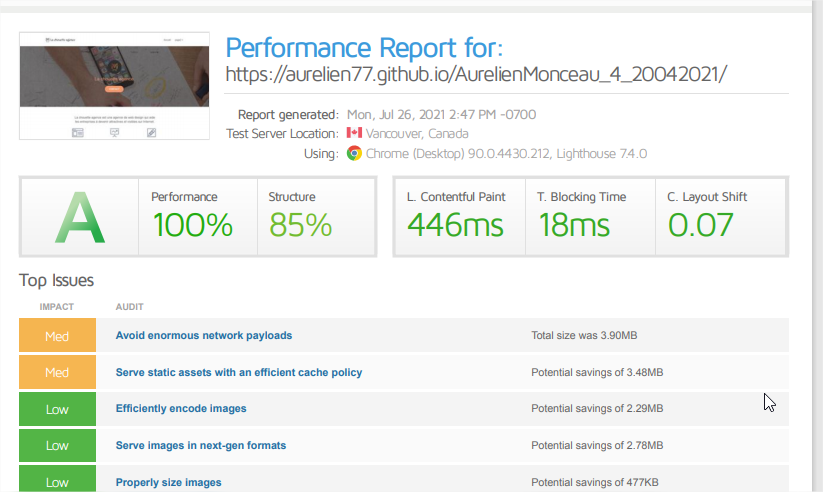 Performance Report for:
https://aurelien77.github.io/AurelienMonceau_4_20042021/
Report generated: Mon, Jul 26, 2021 2:47 PM -0700
Test Server Location: Vancouver, Canada
Using: Chrome (Desktop) 90.0.4430.212, Lighthouse 7.4.0
A
Performance
100%
Structure
85%
L. Contentful Paint
446ms
T. Blocking Time
18ms
C. Layout Shift
0.07
Top Issues
IMPACT AUDIT
Med Avoid enormous network payloads Total size was 3.90MB
Med Serve static assets with an efficient cache policy Potential savings of 3.48MB
Low Efficiently encode images Potential savings of 2.29MB
Low Serve images in next-gen formats Potential savings of 2.78MB
Low Properly size images Potential savings of 477KB